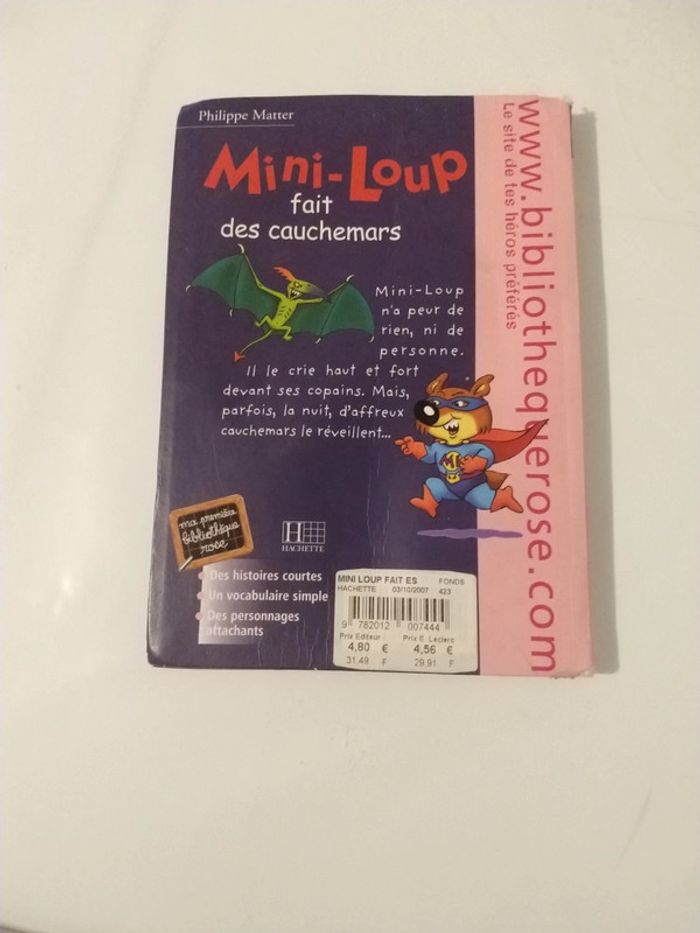 Philippe Matter
Mini-Loup
fait
des cauchemars
Mini-Loup
n'a peur de
rien, ni de
personne.
Il le crie haut et fort
devant ses copains. Mais,
parfois, la nuit, d'affreux
cauchemars le réveillent...
ma première
bibliothèque
rose
H
HACHETTE
Des histoires courtes
Un vocabulaire simple
Des personnages
attachants
MINI LOUP FAIT ES FONDS
HACHETTE 03/10/2007 423
9 782012 007444
Prix Editeur Prix E. Leclerc
4,80 € 4,56 €
31,49 F 29,91 F
www.bibliothequerose.com
Le site de tes héros préférés